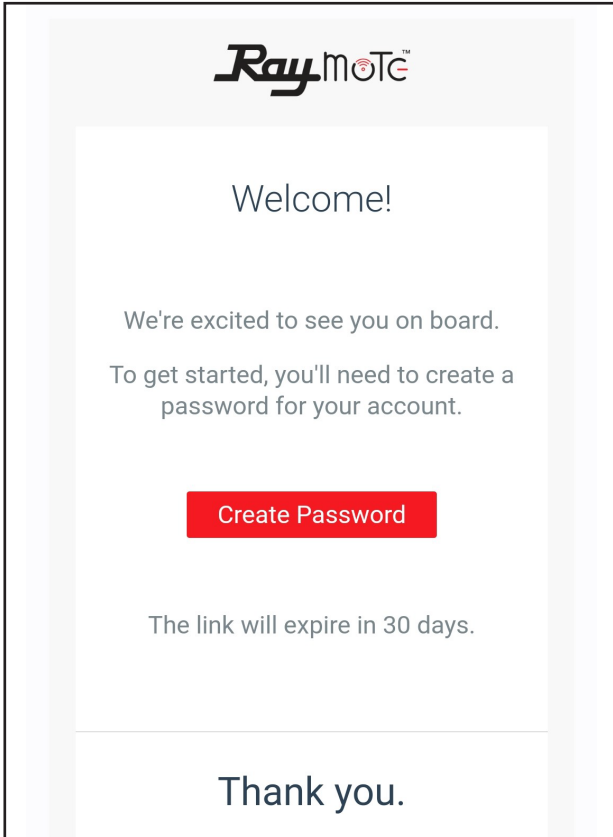 Raymote™
Welcome!
We're excited to see you on board.
To get started, you'll need to create a
password for your account.
Create Password
The link will expire in 30 days.
Thank you.